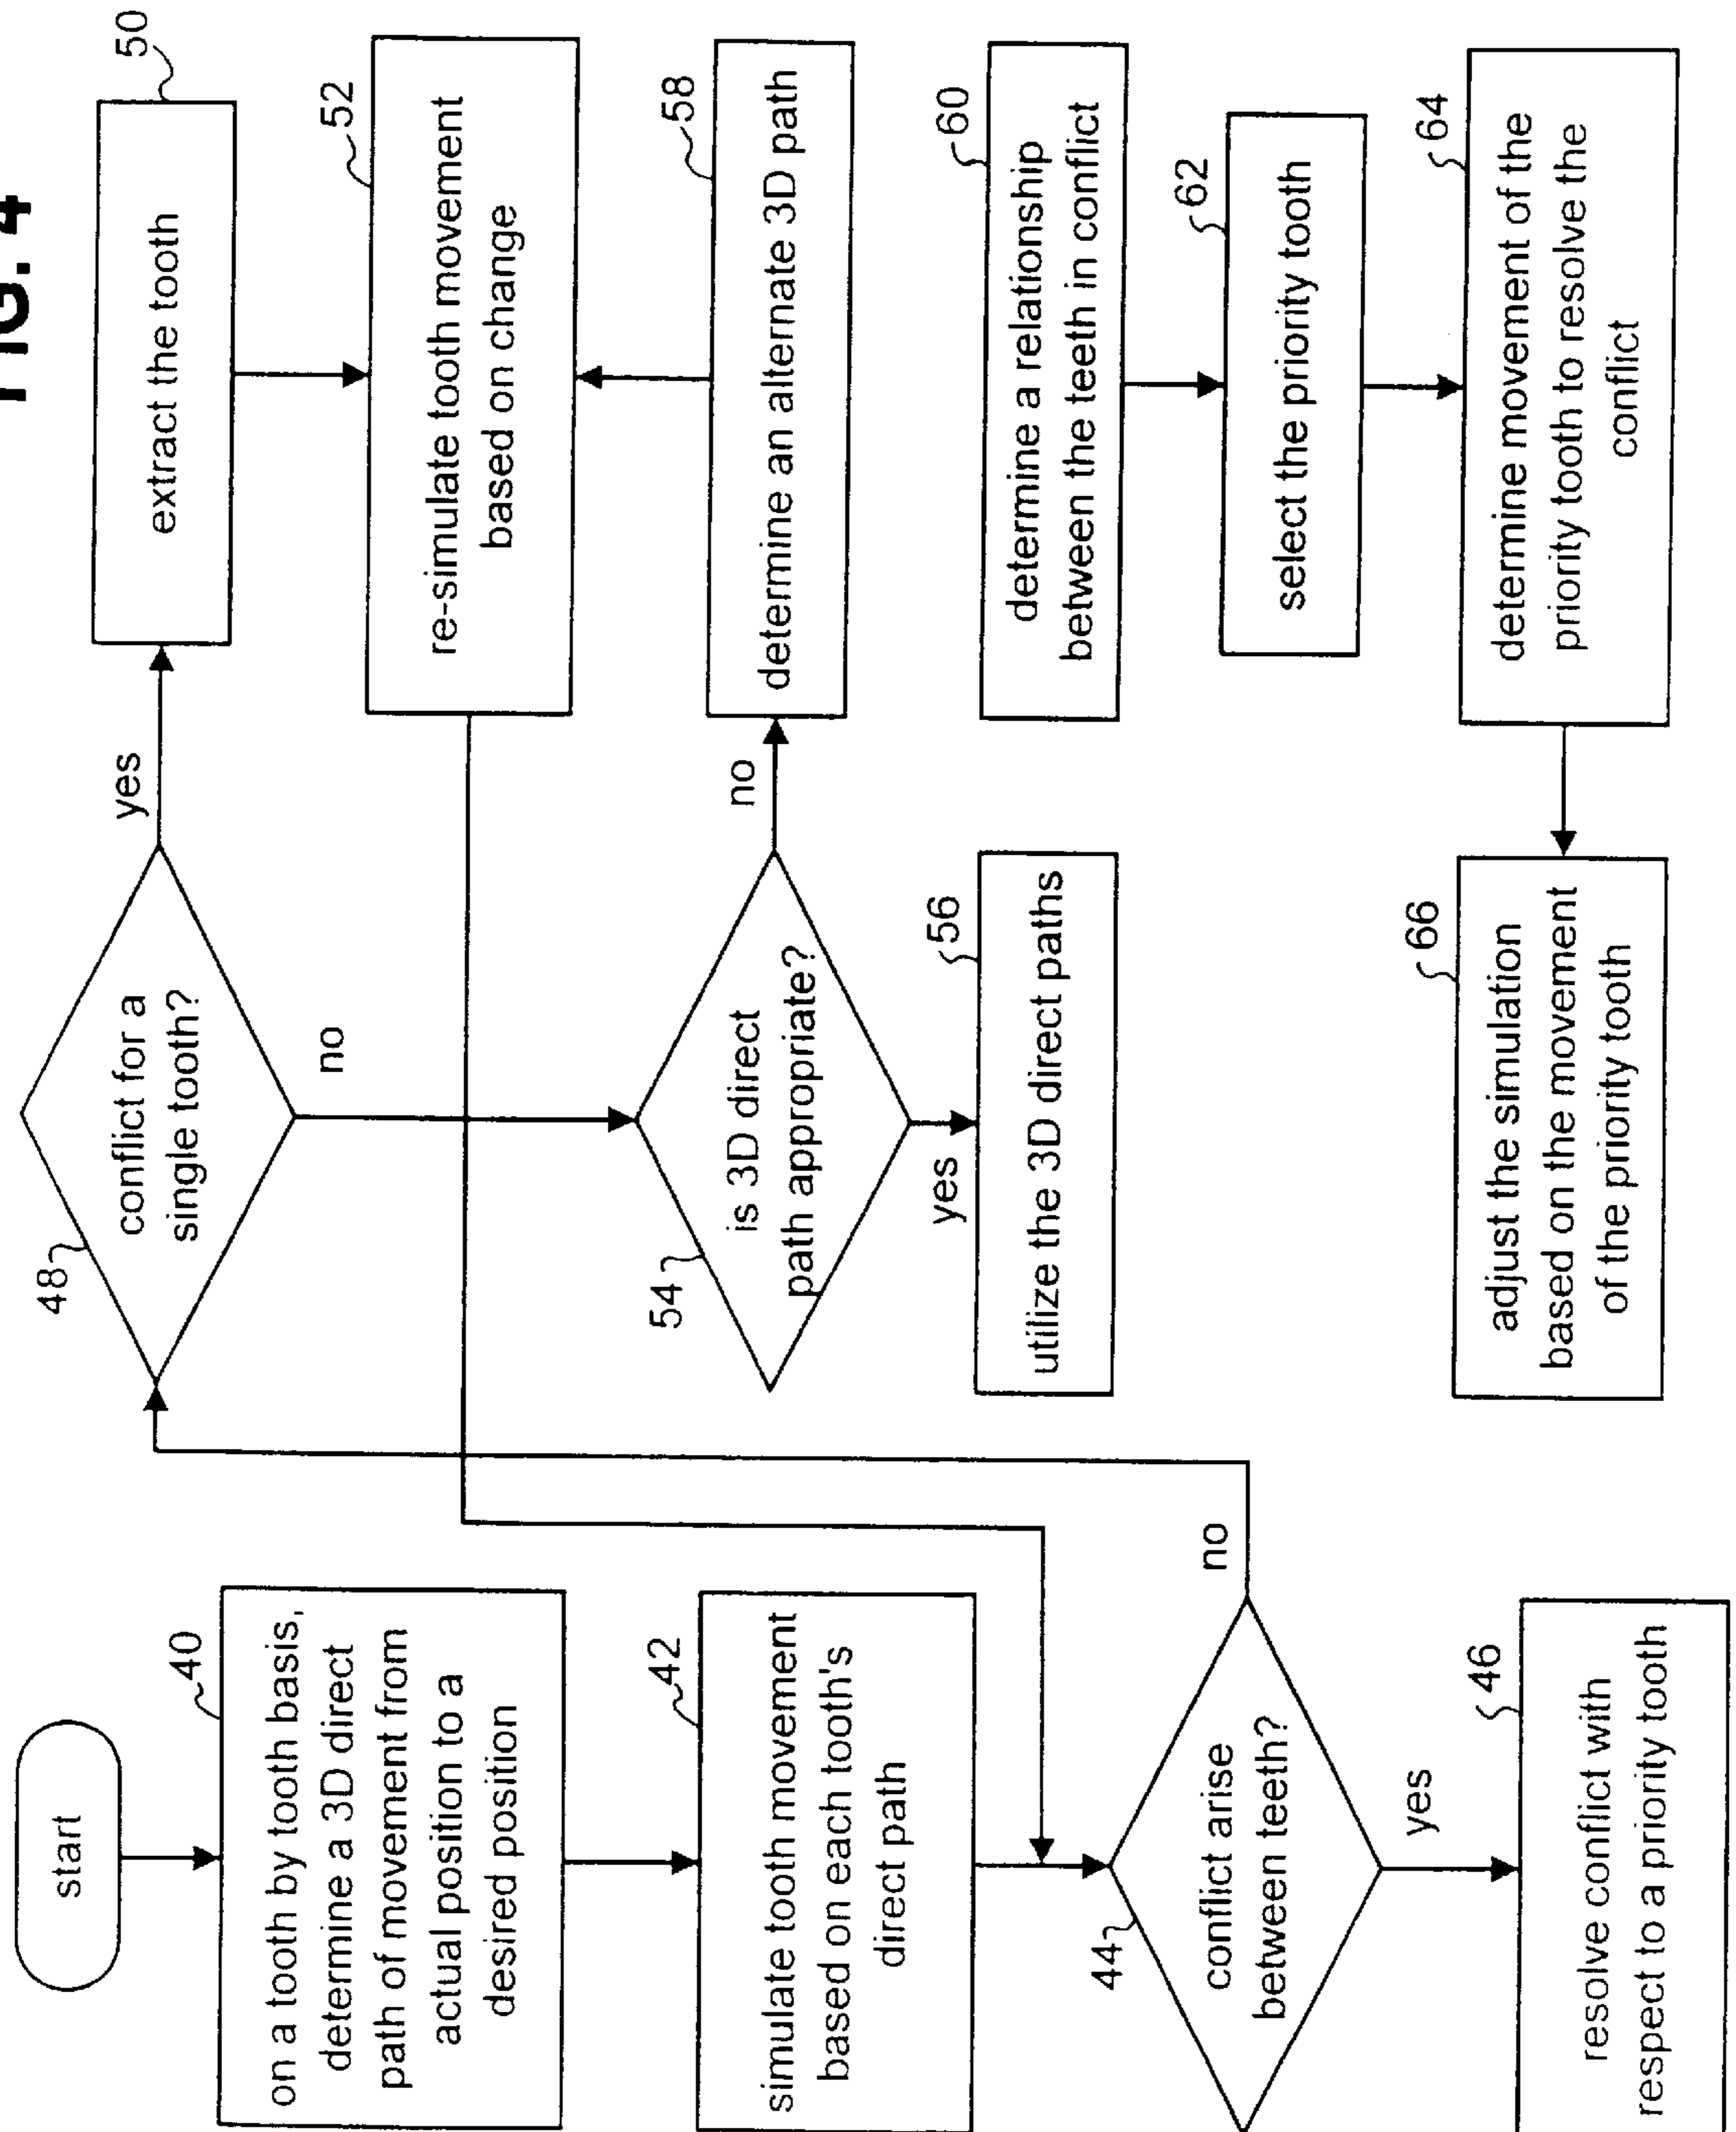 FIG. 4
start
40
on a tooth by tooth basis,
determine a 3D direct
path of movement from
actual position to a
desired position
42
simulate tooth movement
based on each tooth's
direct path
44
conflict arise
between teeth?
no
yes
46
resolve conflict with
respect to a priority tooth
48
conflict for a
single tooth?
yes
no
50
extract the tooth
52
re-simulate tooth movement
based on change
54
is 3D direct
path appropriate?
no
yes
56
utilize the 3D direct paths
58
determine an alternate 3D path
60
determine a relationship
between the teeth in conflict
62
select the priority tooth
64
determine movement of the
priority tooth to resolve the
conflict
66
adjust the simulation
based on the movement
of the priority tooth